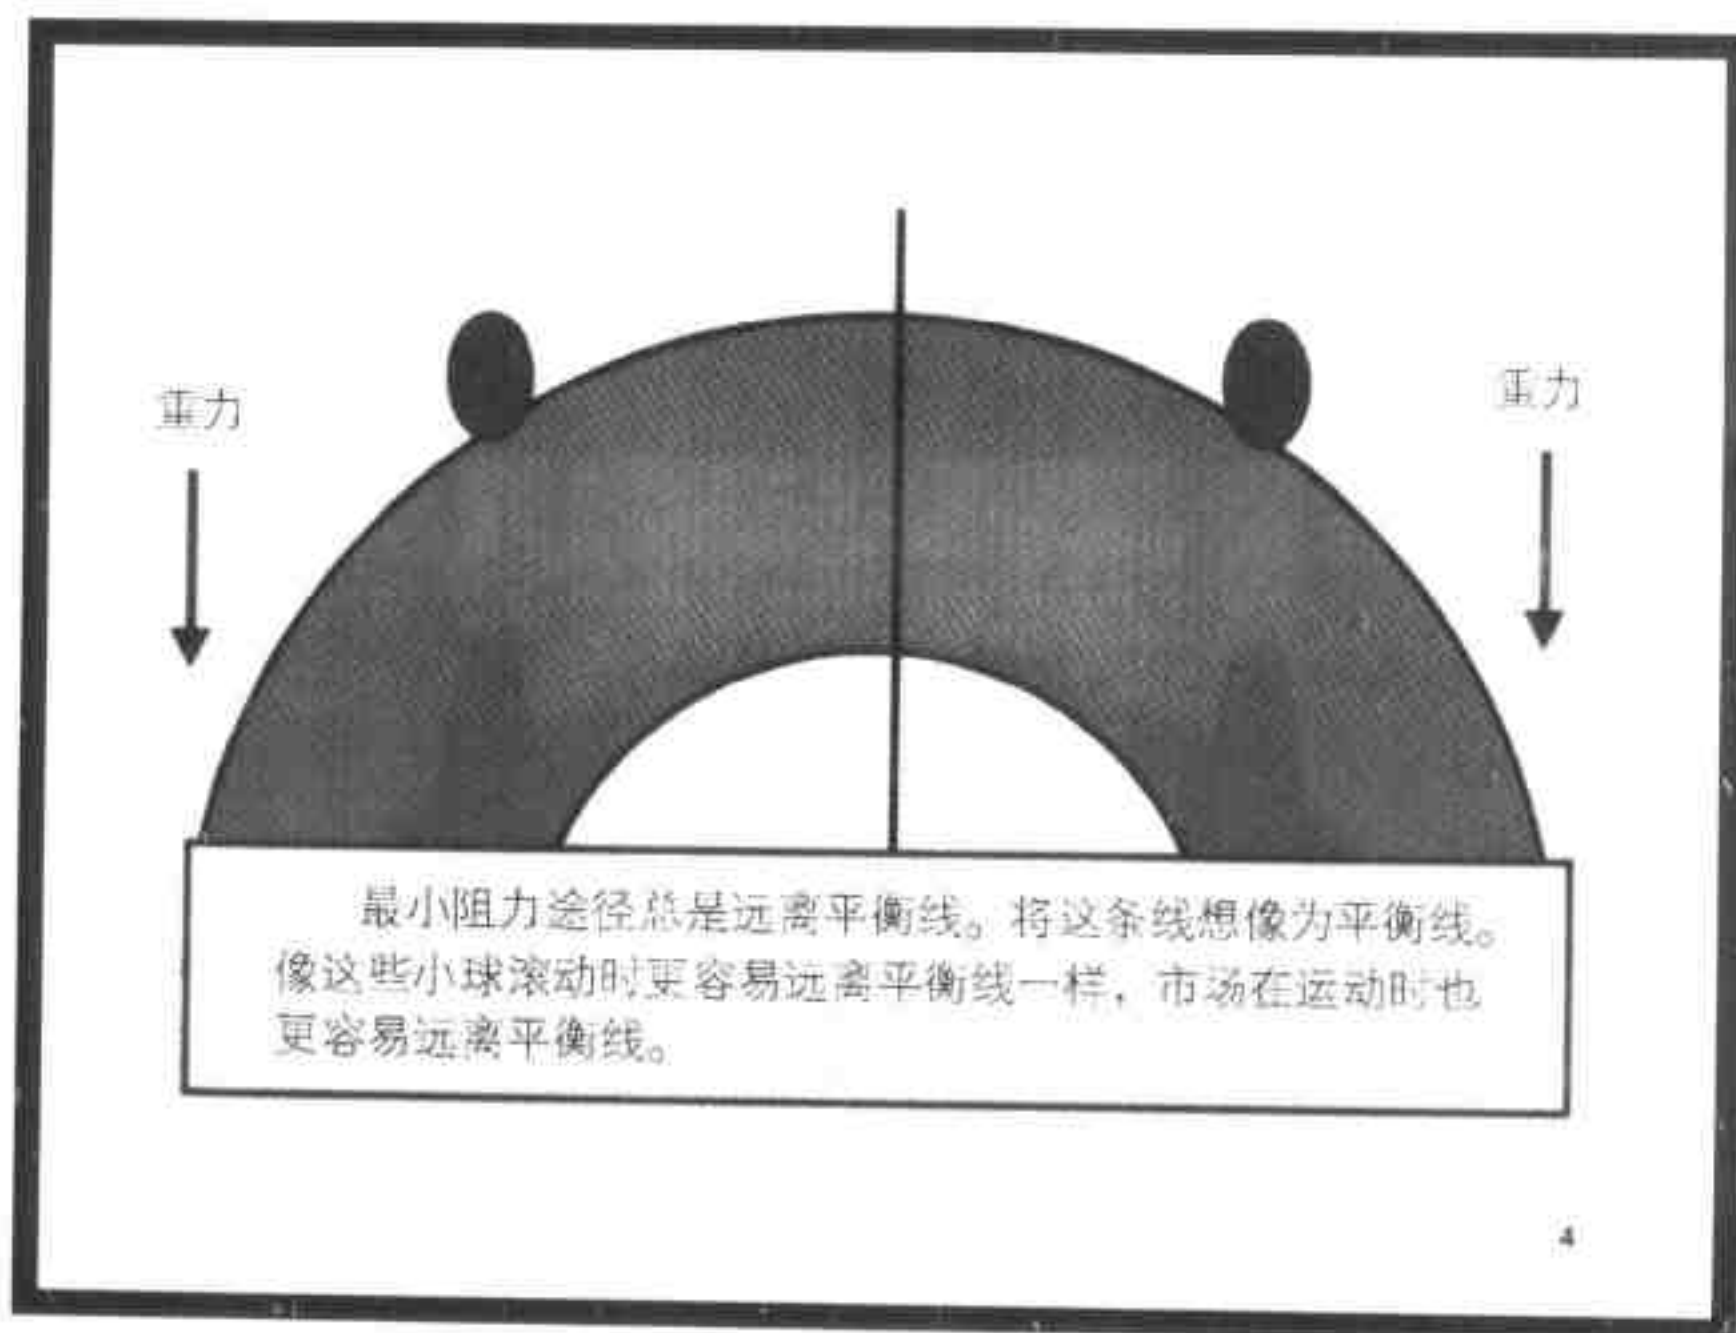 重力
重力
最小阻力途径总是远离平衡线。将这条线想像为平衡线。
像这些小球滚动时更容易远离平衡线一样，市场在运动时也
更容易远离平衡线。
4